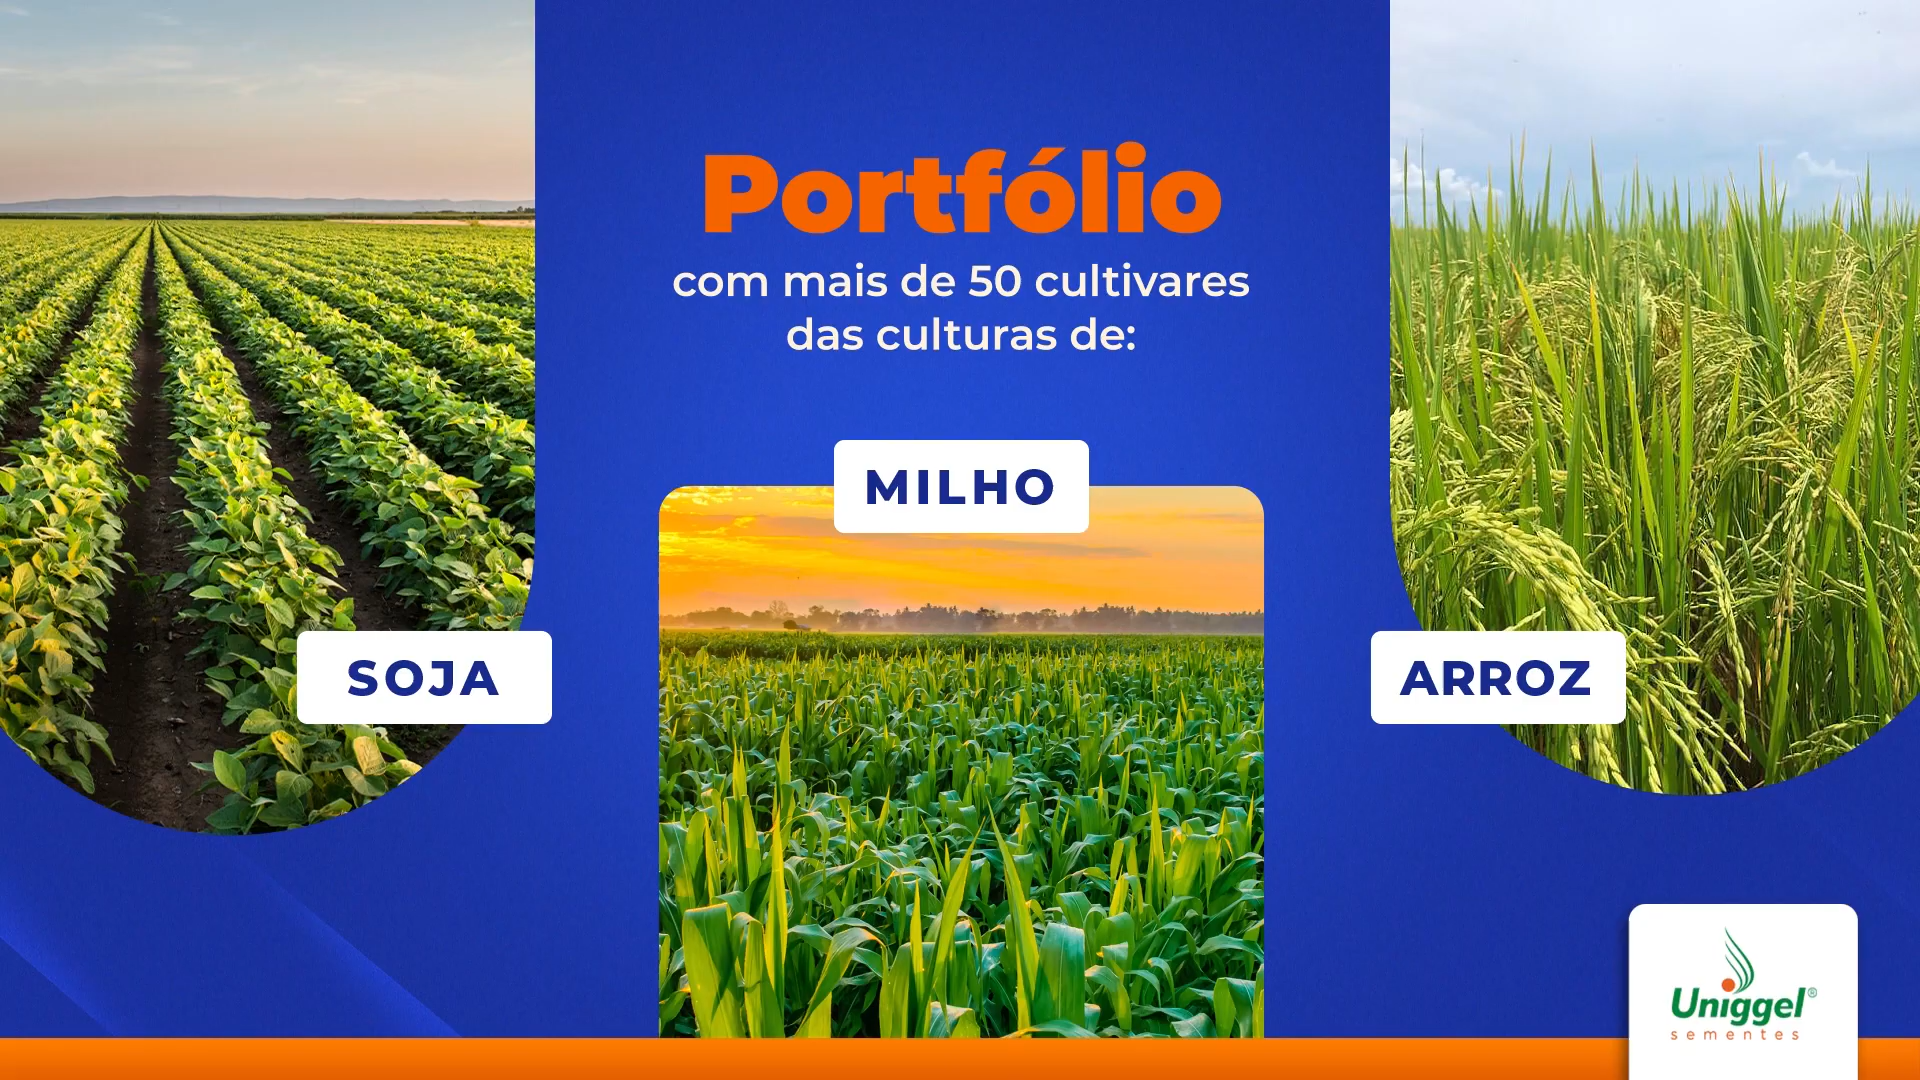 Portfólio
com mais de 50 cultivares
das culturas de:
MILHO
SOJA
ARROZ
Uniggel®
sementes